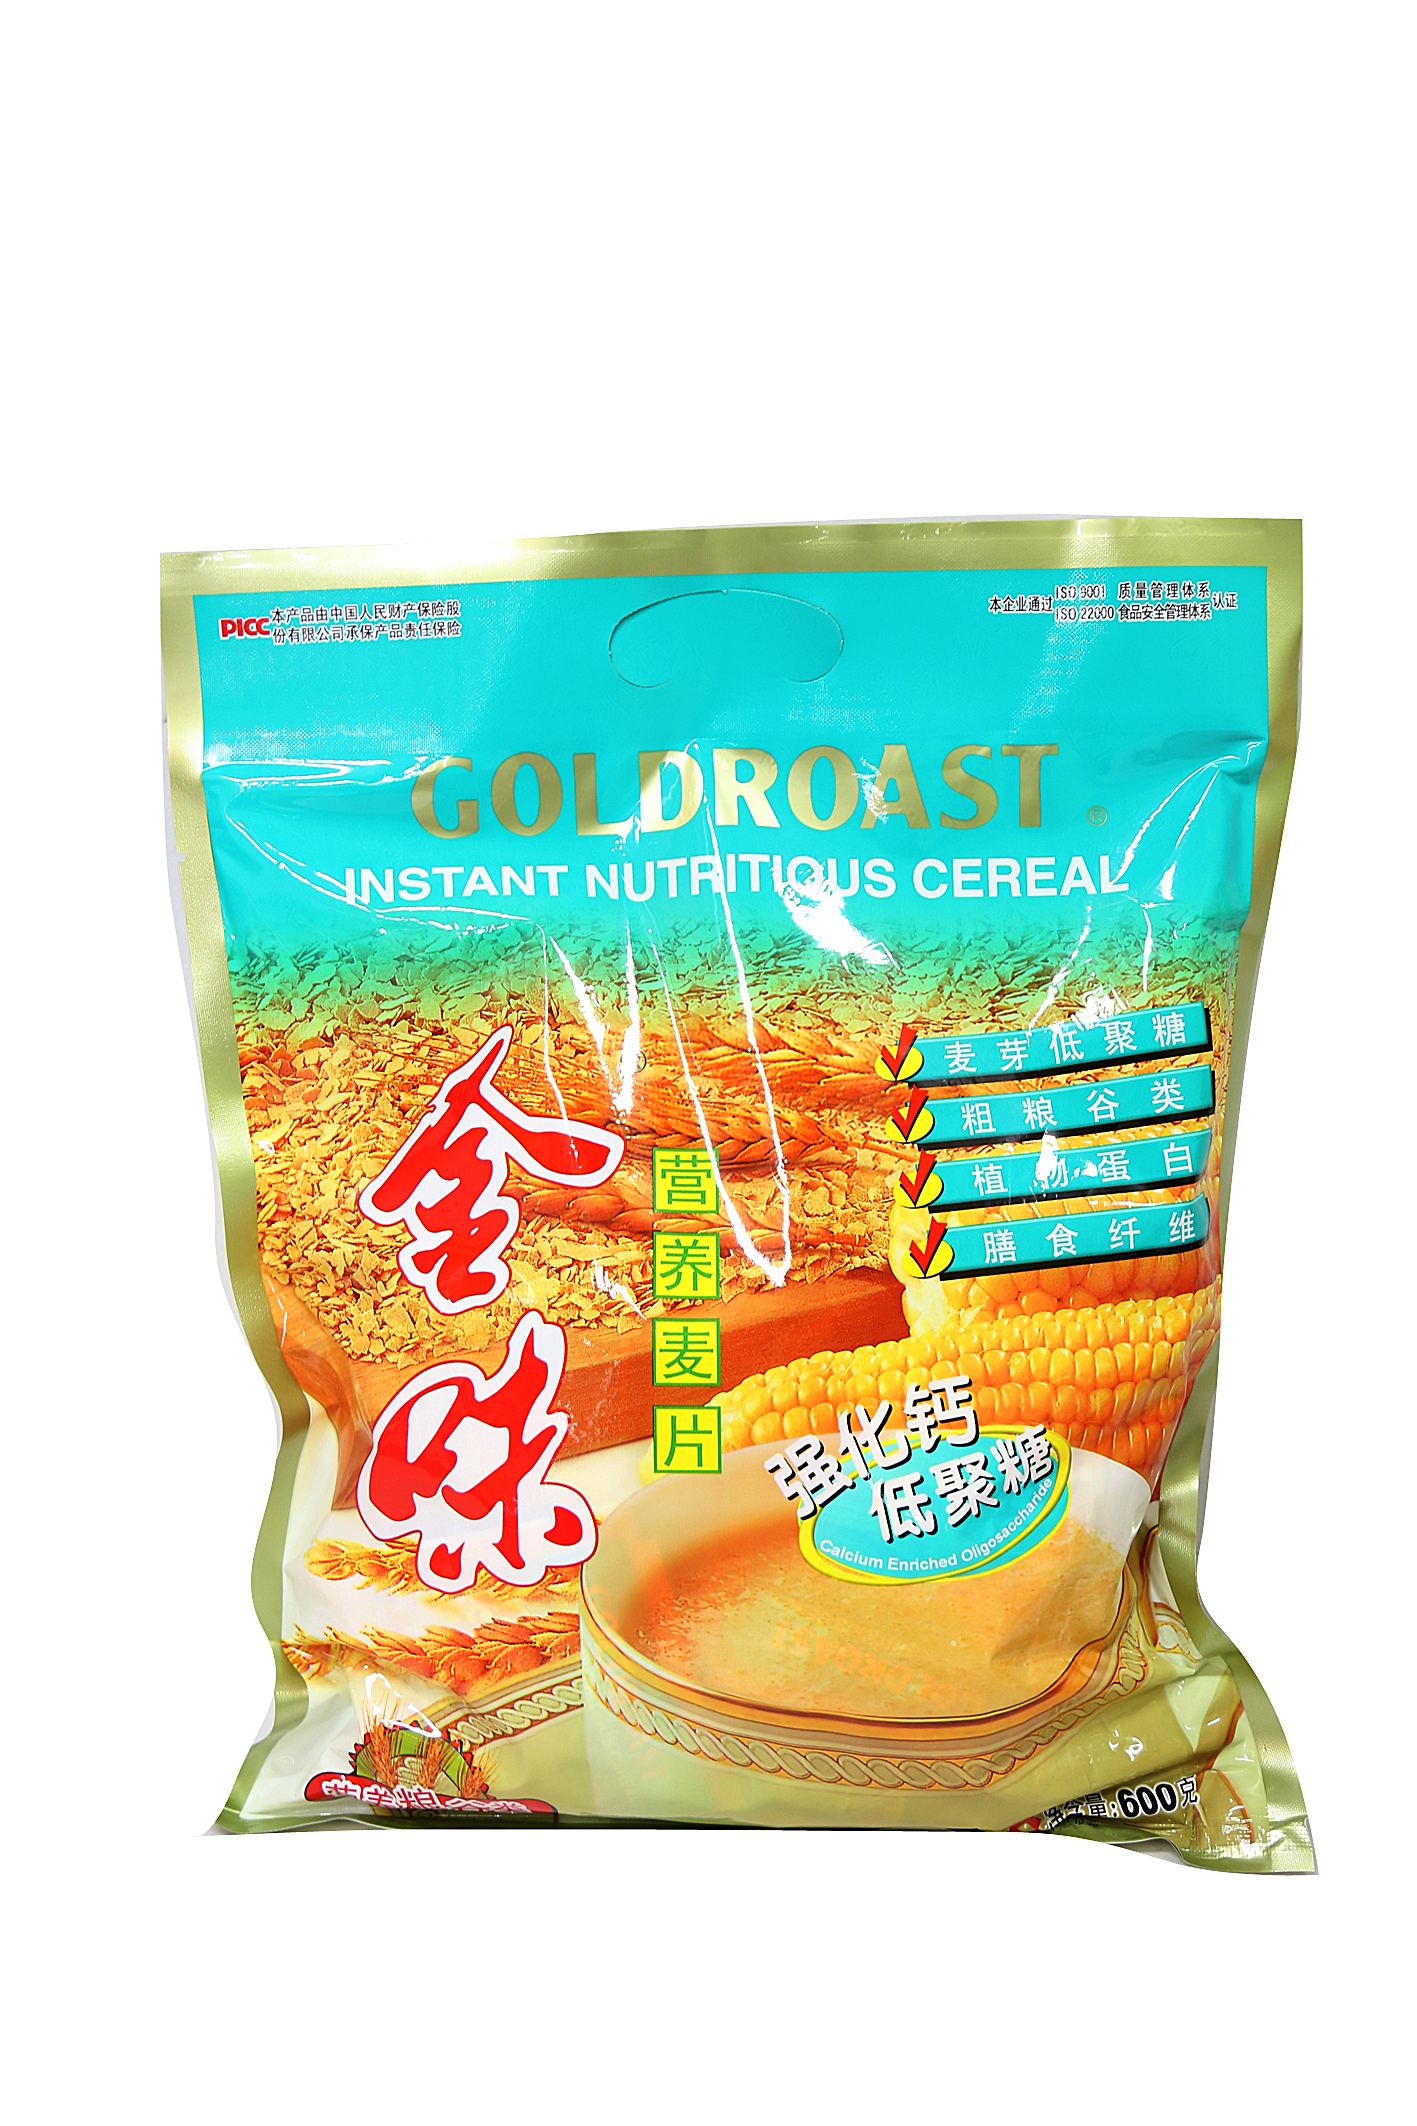 PICC 本产品由中国人民财产保险股
份有限公司承保产品责任保险
本企业通过 ISO 9001 质量管理体系 认证
ISO 22000 食品安全管理体系
GOLDROAST ®
INSTANT NUTRITIOUS CEREAL
麦芽低聚糖
粗粮谷类
植物蛋白
膳食纤维
金味
营养麦片
强化钙
低聚糖
Calcium Enriched Oligosaccharide
净含量:600克